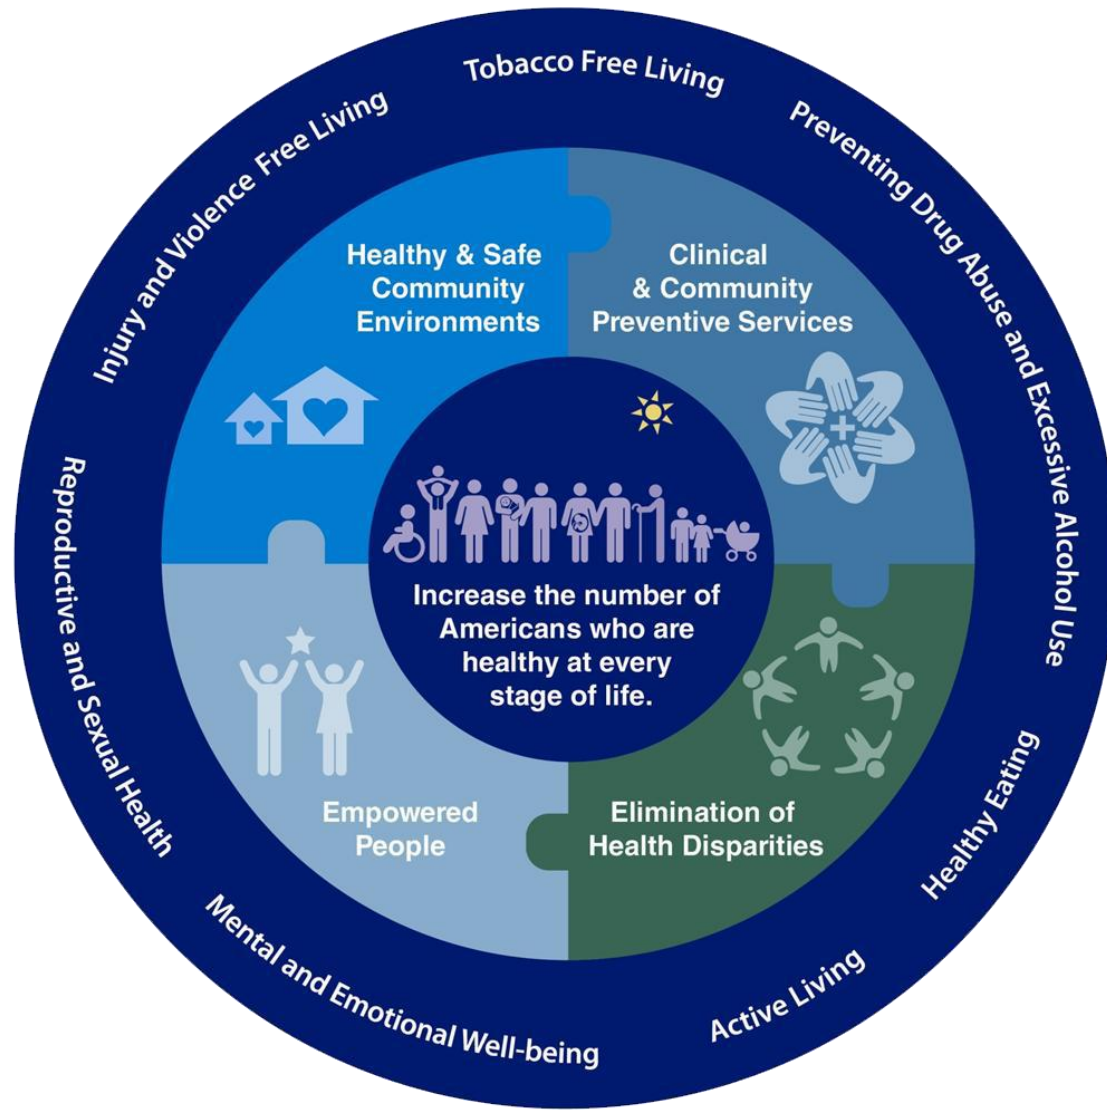 Tobacco Free Living
Preventing Drug Abuse and Excessive Alcohol Use
Healthy Eating
Active Living
Mental and Emotional Well-being
Reproductive and Sexual Health
Injury and Violence Free Living
Healthy & Safe
Community
Environments
Clinical
& Community
Preventive Services
Increase the number of
Americans who are
healthy at every
stage of life.
Empowered
People
Elimination of
Health Disparities